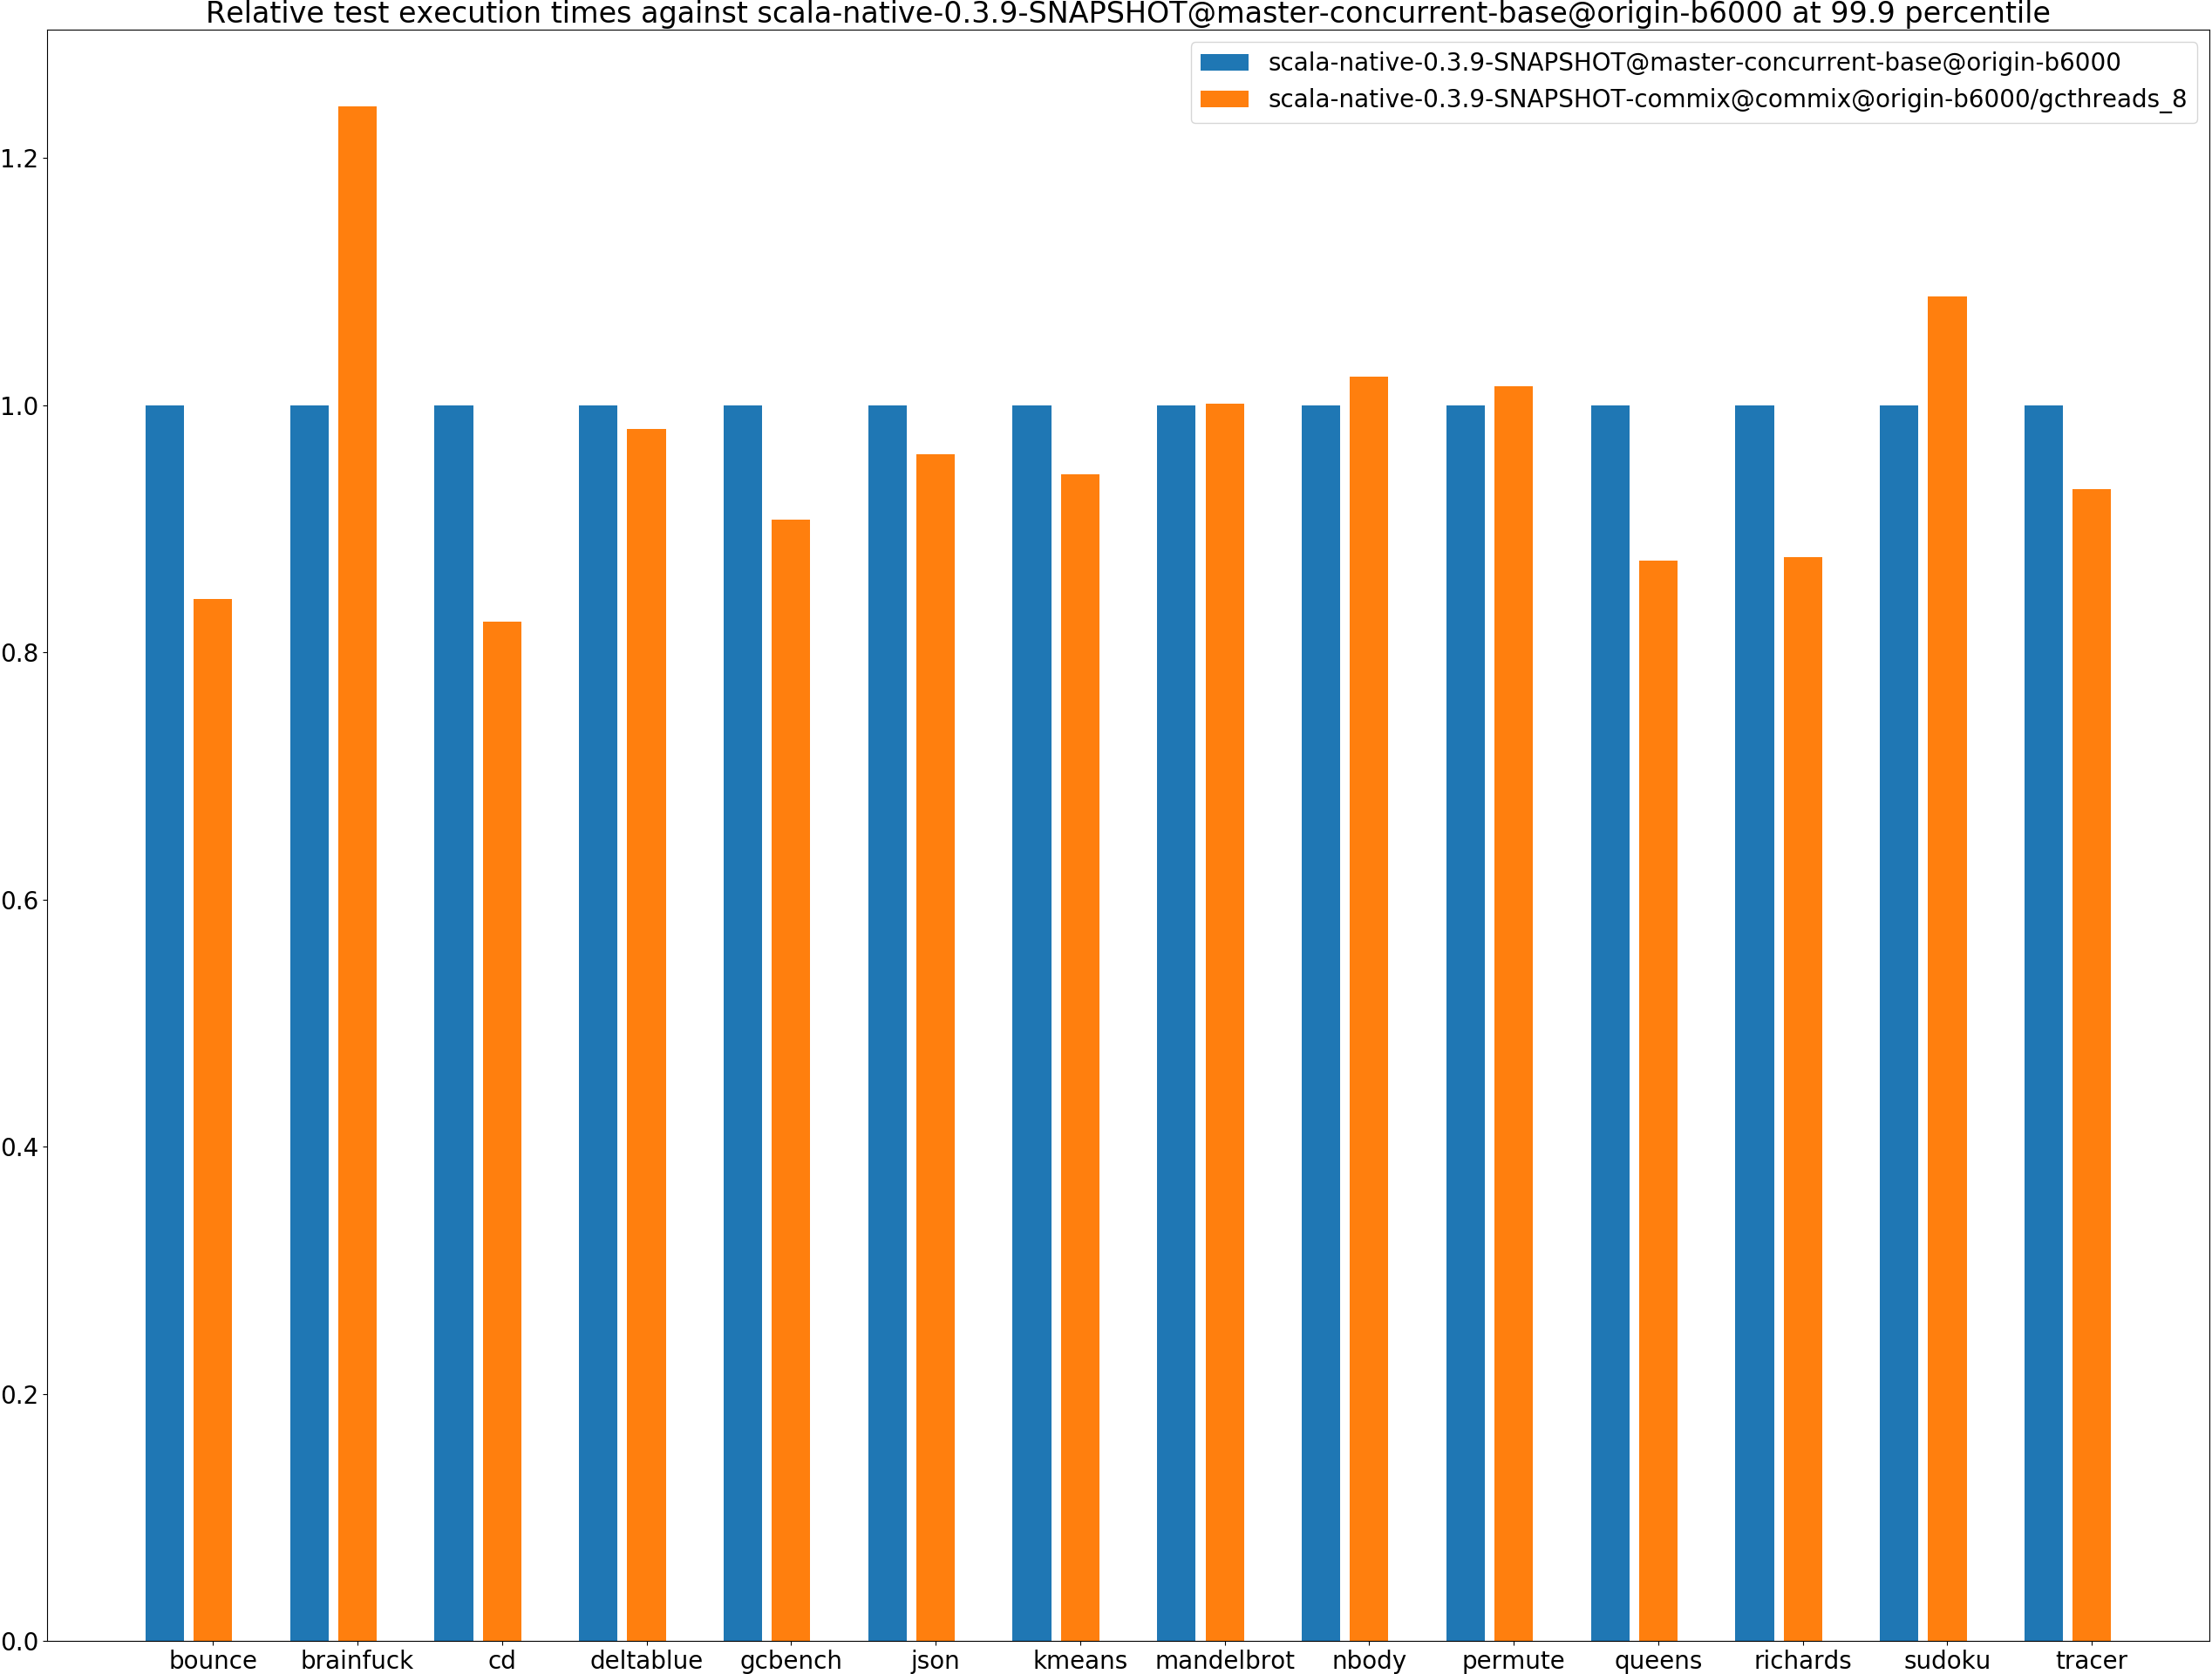 Relative test execution times against scala-native-0.3.9-SNAPSHOT@master-concurrent-base@origin-b6000 at 99.9 percentile
scala-native-0.3.9-SNAPSHOT@master-concurrent-base@origin-b6000
scala-native-0.3.9-SNAPSHOT-commix@commix@origin-b6000/gcthreads_8
1.2
1.0
0.8
0.6
0.4
0.2
0.0
bounce brainfuck cd deltablue gcbench json kmeans mandelbrot nbody permute queens richards sudoku tracer